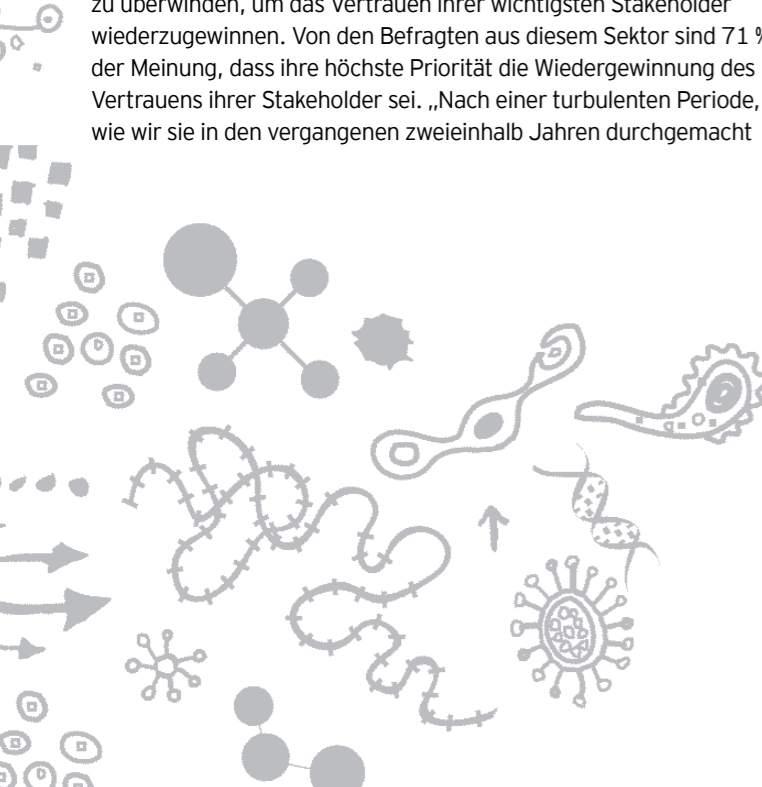 zu überwinden, um das Vertrauen ihrer wichtigsten Stakeholder
wiederzugewinnen. Von den Befragten aus diesem Sektor sind 71 %
der Meinung, dass ihre höchste Priorität die Wiedergewinnung des
Vertrauens ihrer Stakeholder sei. „Nach einer turbulenten Periode,
wie wir sie in den vergangenen zweieinhalb Jahren durchgemacht